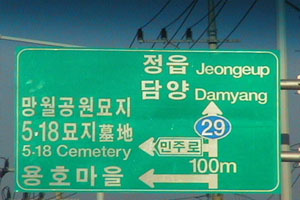 정읍 Jeongeup
담양 Damyang
망월공원묘지
5·18묘지墓地
5·18 Cemetery
29
민주로
100m
용호마을